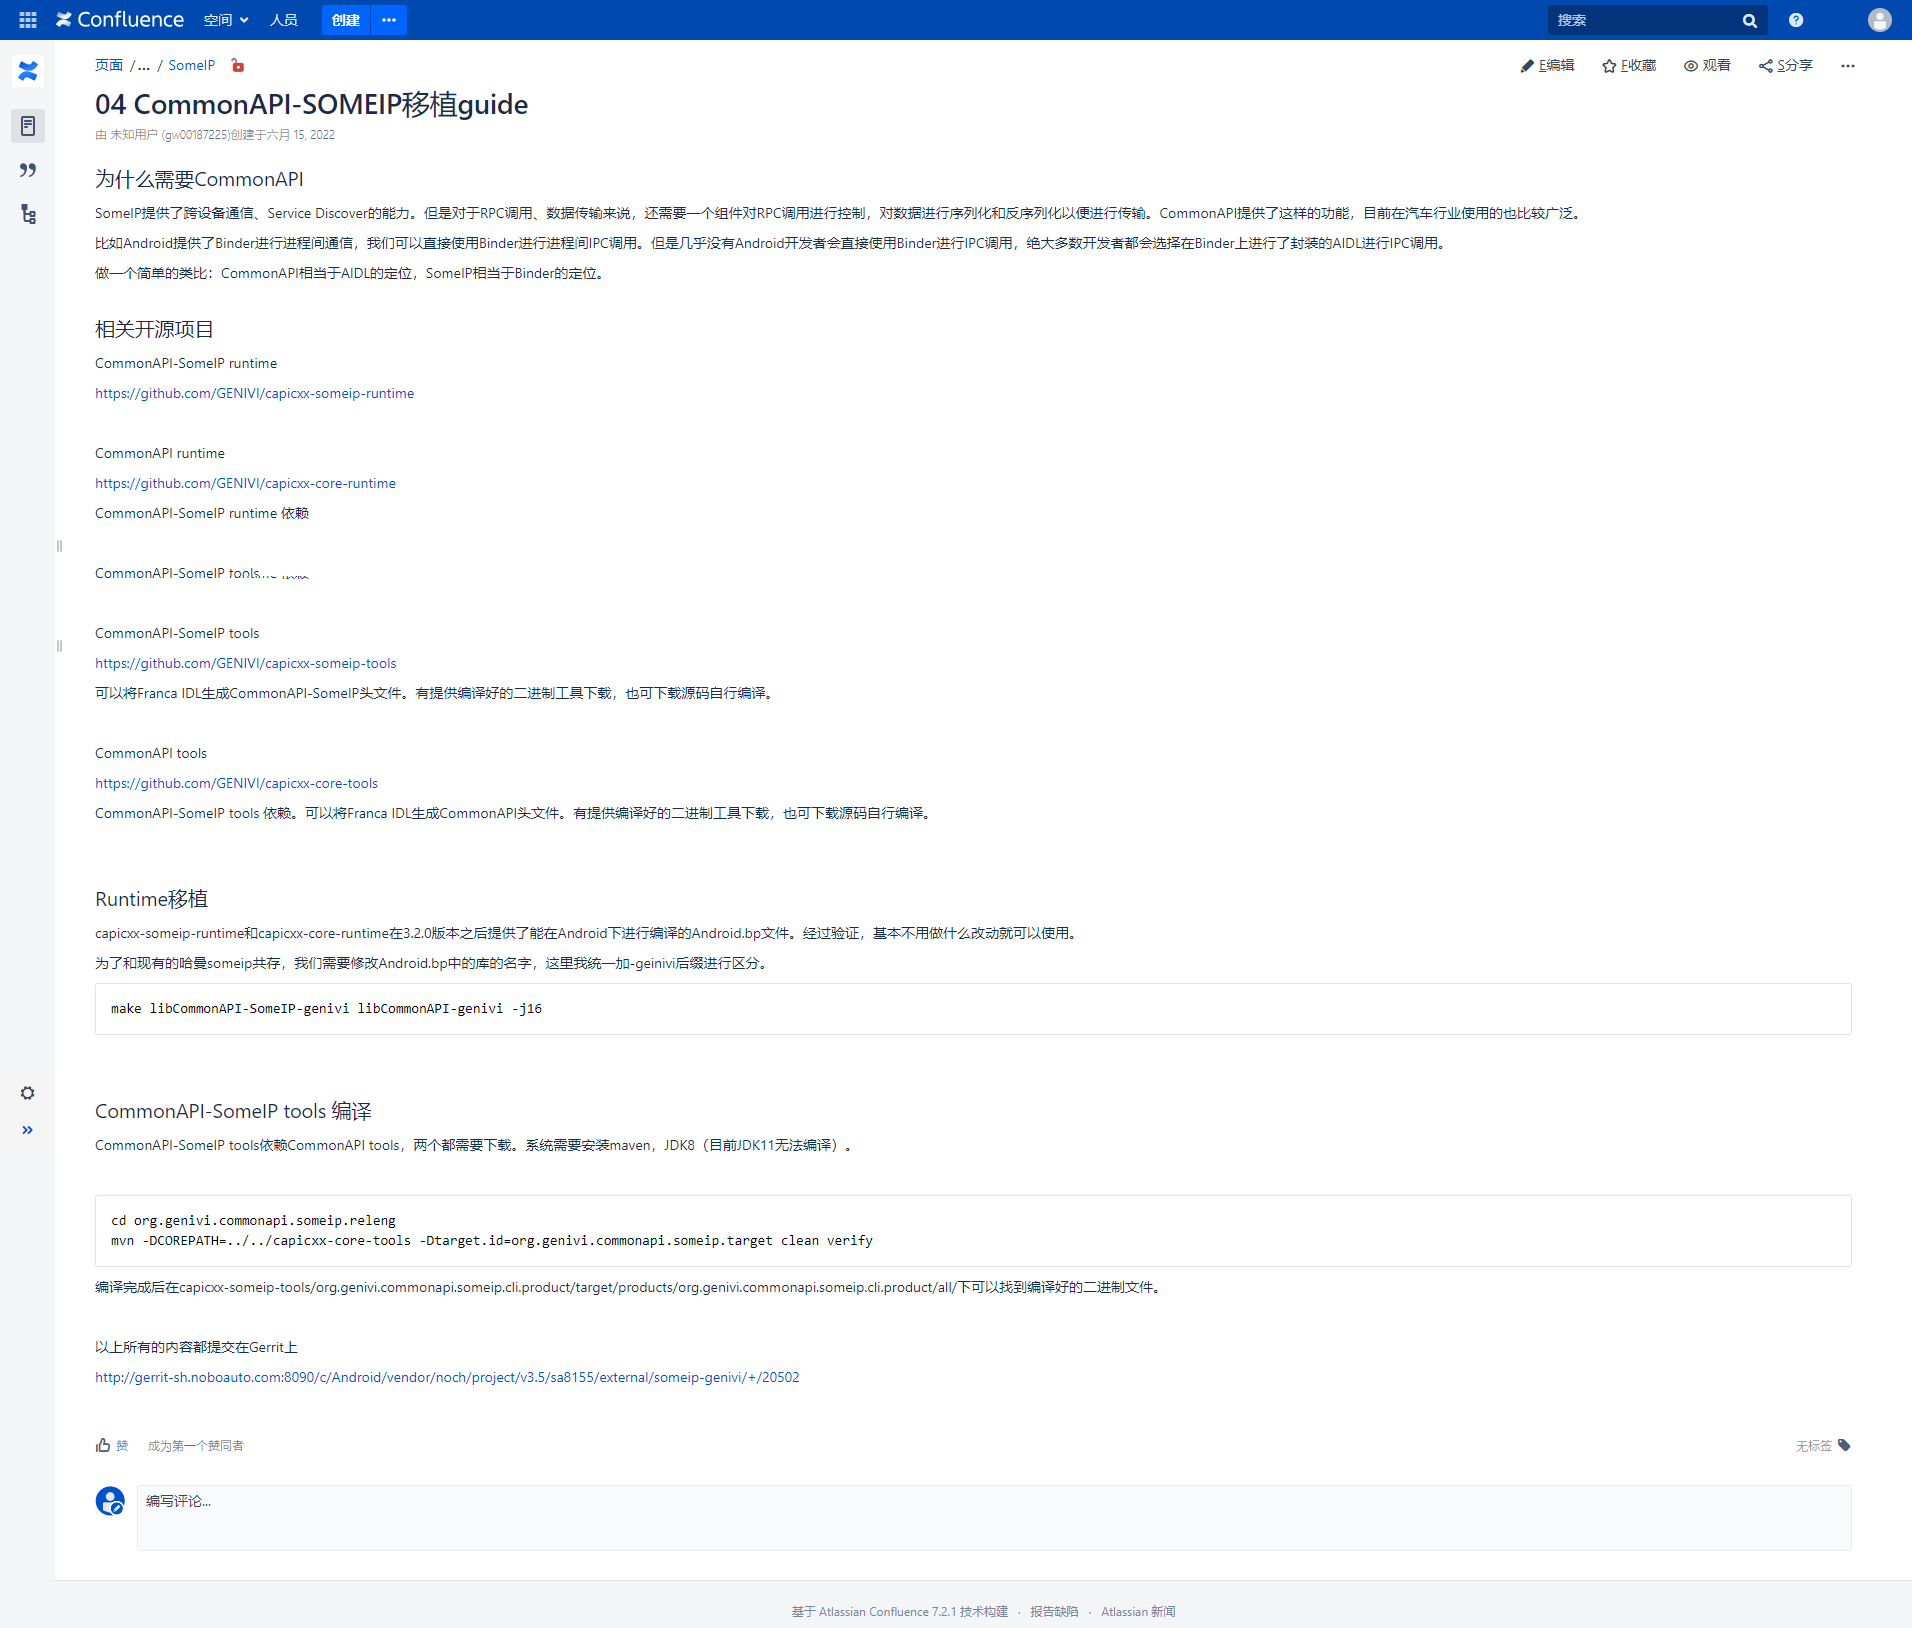 Confluence 空间 人员 创建 ··· 搜索
页面 /... / SomeIP E编辑 F收藏 观看 S分享 ···
04 CommonAPI-SOMEIP移植guide
由 未知用户 (gw00187225)创建于六月 15, 2022
为什么需要CommonAPI
SomeIP提供了跨设备通信、Service Discover的能力。但是对于RPC调用、数据传输来说，还需要一个组件对RPC调用进行控制，对数据进行序列化和反序列化以便进行传输。CommonAPI提供了这样的功能，目前在汽车行业使用的也比较广泛。
比如Android提供了Binder进行进程间通信，我们可以直接使用Binder进行进程间IPC调用。但是几乎没有Android开发者会直接使用Binder进行IPC调用，绝大多数开发者都会选择在Binder上进行了封装的AIDL进行IPC调用。
做一个简单的类比：CommonAPI相当于AIDL的定位，SomeIP相当于Binder的定位。
相关开源项目
CommonAPI-SomeIP runtime
https://github.com/GENIVI/capicxx-someip-runtime
CommonAPI runtime
https://github.com/GENIVI/capicxx-core-runtime
CommonAPI-SomeIP runtime 依赖
CommonAPI-SomeIP tools
CommonAPI-SomeIP tools
https://github.com/GENIVI/capicxx-someip-tools
可以将Franca IDL生成CommonAPI-SomeIP头文件。有提供编译好的二进制工具下载，也可下载源码自行编译。
CommonAPI tools
https://github.com/GENIVI/capicxx-core-tools
CommonAPI-SomeIP tools 依赖。可以将Franca IDL生成CommonAPI头文件。有提供编译好的二进制工具下载，也可下载源码自行编译。
Runtime移植
capicxx-someip-runtime和capicxx-core-runtime在3.2.0版本之后提供了能在Android下进行编译的Android.bp文件。经过验证，基本不用做什么改动就可以使用。
为了和现有的哈曼someip共存，我们需要修改Android.bp中的库的名字，这里我统一加-geinivi后缀进行区分。
make libCommonAPI-SomeIP-genivi libCommonAPI-genivi -j16
CommonAPI-SomeIP tools 编译
CommonAPI-SomeIP tools依赖CommonAPI tools，两个都需要下载。系统需要安装maven，JDK8（目前JDK11无法编译）。
cd org.genivi.commonapi.someip.releng
mvn -DCOREPATH=../../capicxx-core-tools -Dtarget.id=org.genivi.commonapi.someip.target clean verify
编译完成后在capicxx-someip-tools/org.genivi.commonapi.someip.cli.product/target/products/org.genivi.commonapi.someip.cli.product/all/下可以找到编译好的二进制文件。
以上所有的内容都提交在Gerrit上
http://gerrit-sh.noboauto.com:8090/c/Android/vendor/noch/project/v3.5/sa8155/external/someip-genivi/+/20502
赞 成为第一个赞同者 无标签
编写评论...
基于 Atlassian Confluence 7.2.1 技术构建 · 报告缺陷 · Atlassian 新闻